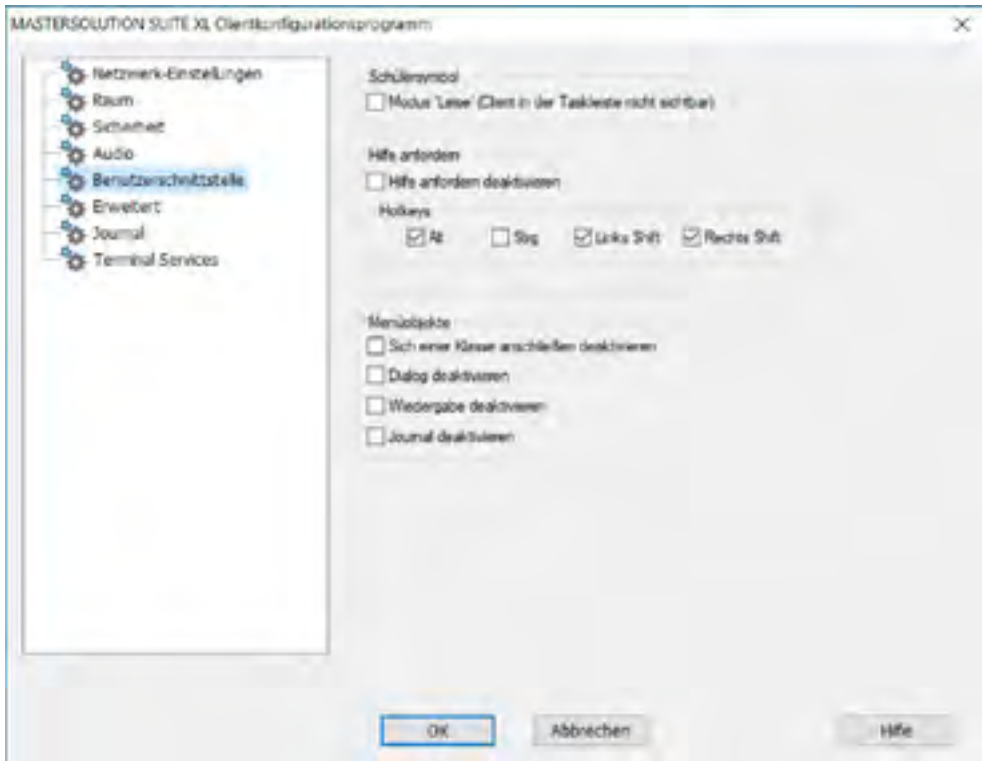 MASTERSOLUTION SUITE XL Clientkonfigurationsprogramm
Netzwerk-Einstellungen
Raum
Sicherheit
Audio
Benutzerschnittstelle
Erweitert
Journal
Terminal Services
Schülersymbol
Modus 'Leise' (Client in der Taskleiste nicht sichtbar)
Hilfe anfordern
Hilfe anfordern deaktivieren
Hotkeys
Alt Strg Links Shift Rechts Shift
Menüobjekte
Sich einer Klasse anschließen deaktivieren
Dialog deaktivieren
Wiedergabe deaktivieren
Journal deaktivieren
OK Abbrechen Hilfe